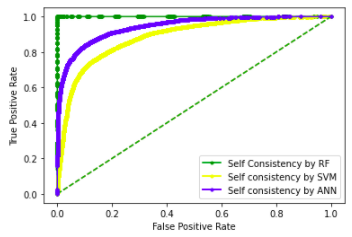 1.0
0.8
0.6
0.4
0.2
0.0
True Positive Rate
Self Consistency by RF
Self consistency by SVM
Self consistency by ANN
0.0 0.2 0.4 0.6 0.8 1.0
False Positive Rate